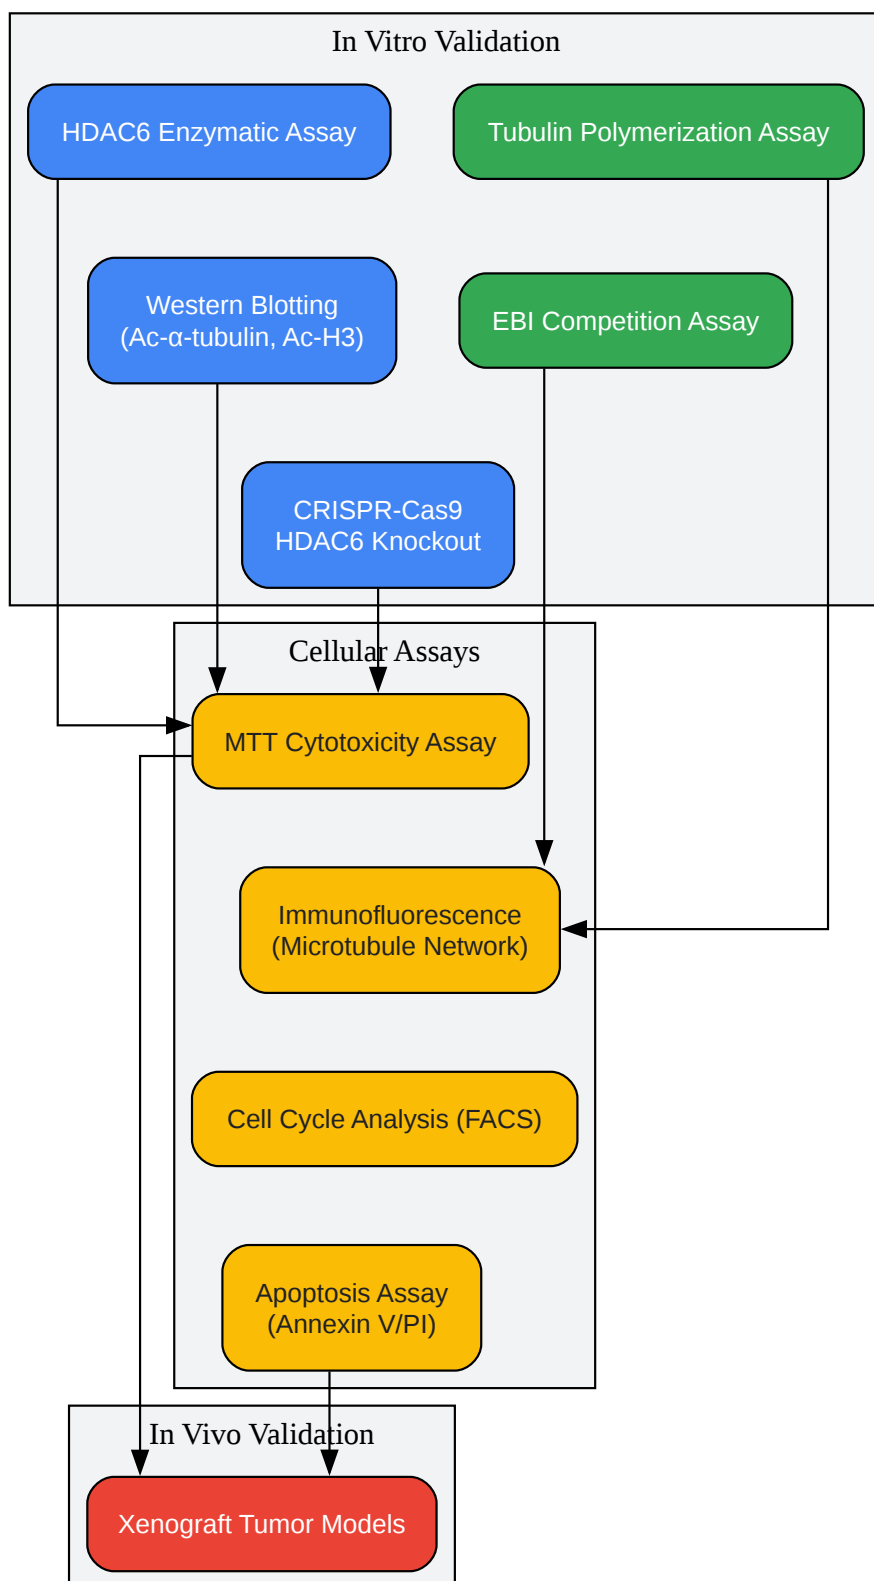 In Vitro Validation
HDAC6 Enzymatic Assay
Tubulin Polymerization Assay
Western Blotting
(Ac-α-tubulin, Ac-H3)
EBI Competition Assay
CRISPR-Cas9
HDAC6 Knockout
Cellular Assays
MTT Cytotoxicity Assay
Immunofluorescence
(Microtubule Network)
Cell Cycle Analysis (FACS)
Apoptosis Assay
(Annexin V/PI)
In Vivo Validation
Xenograft Tumor Models